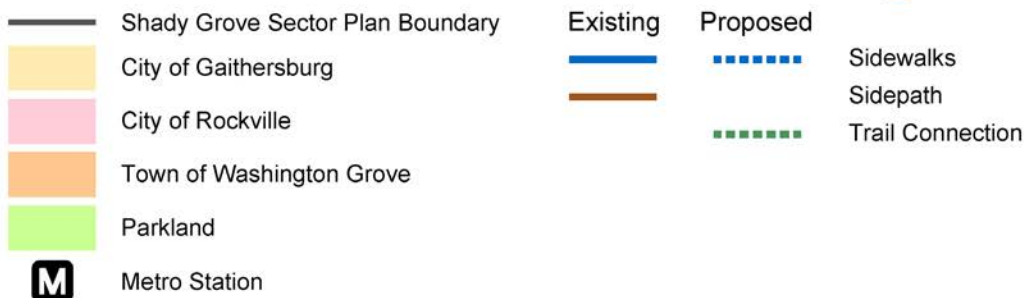 Shady Grove Sector Plan Boundary
City of Gaithersburg
City of Rockville
Town of Washington Grove
Parkland
M Metro Station
Existing Proposed
Sidewalks
Sidepath
Trail Connection